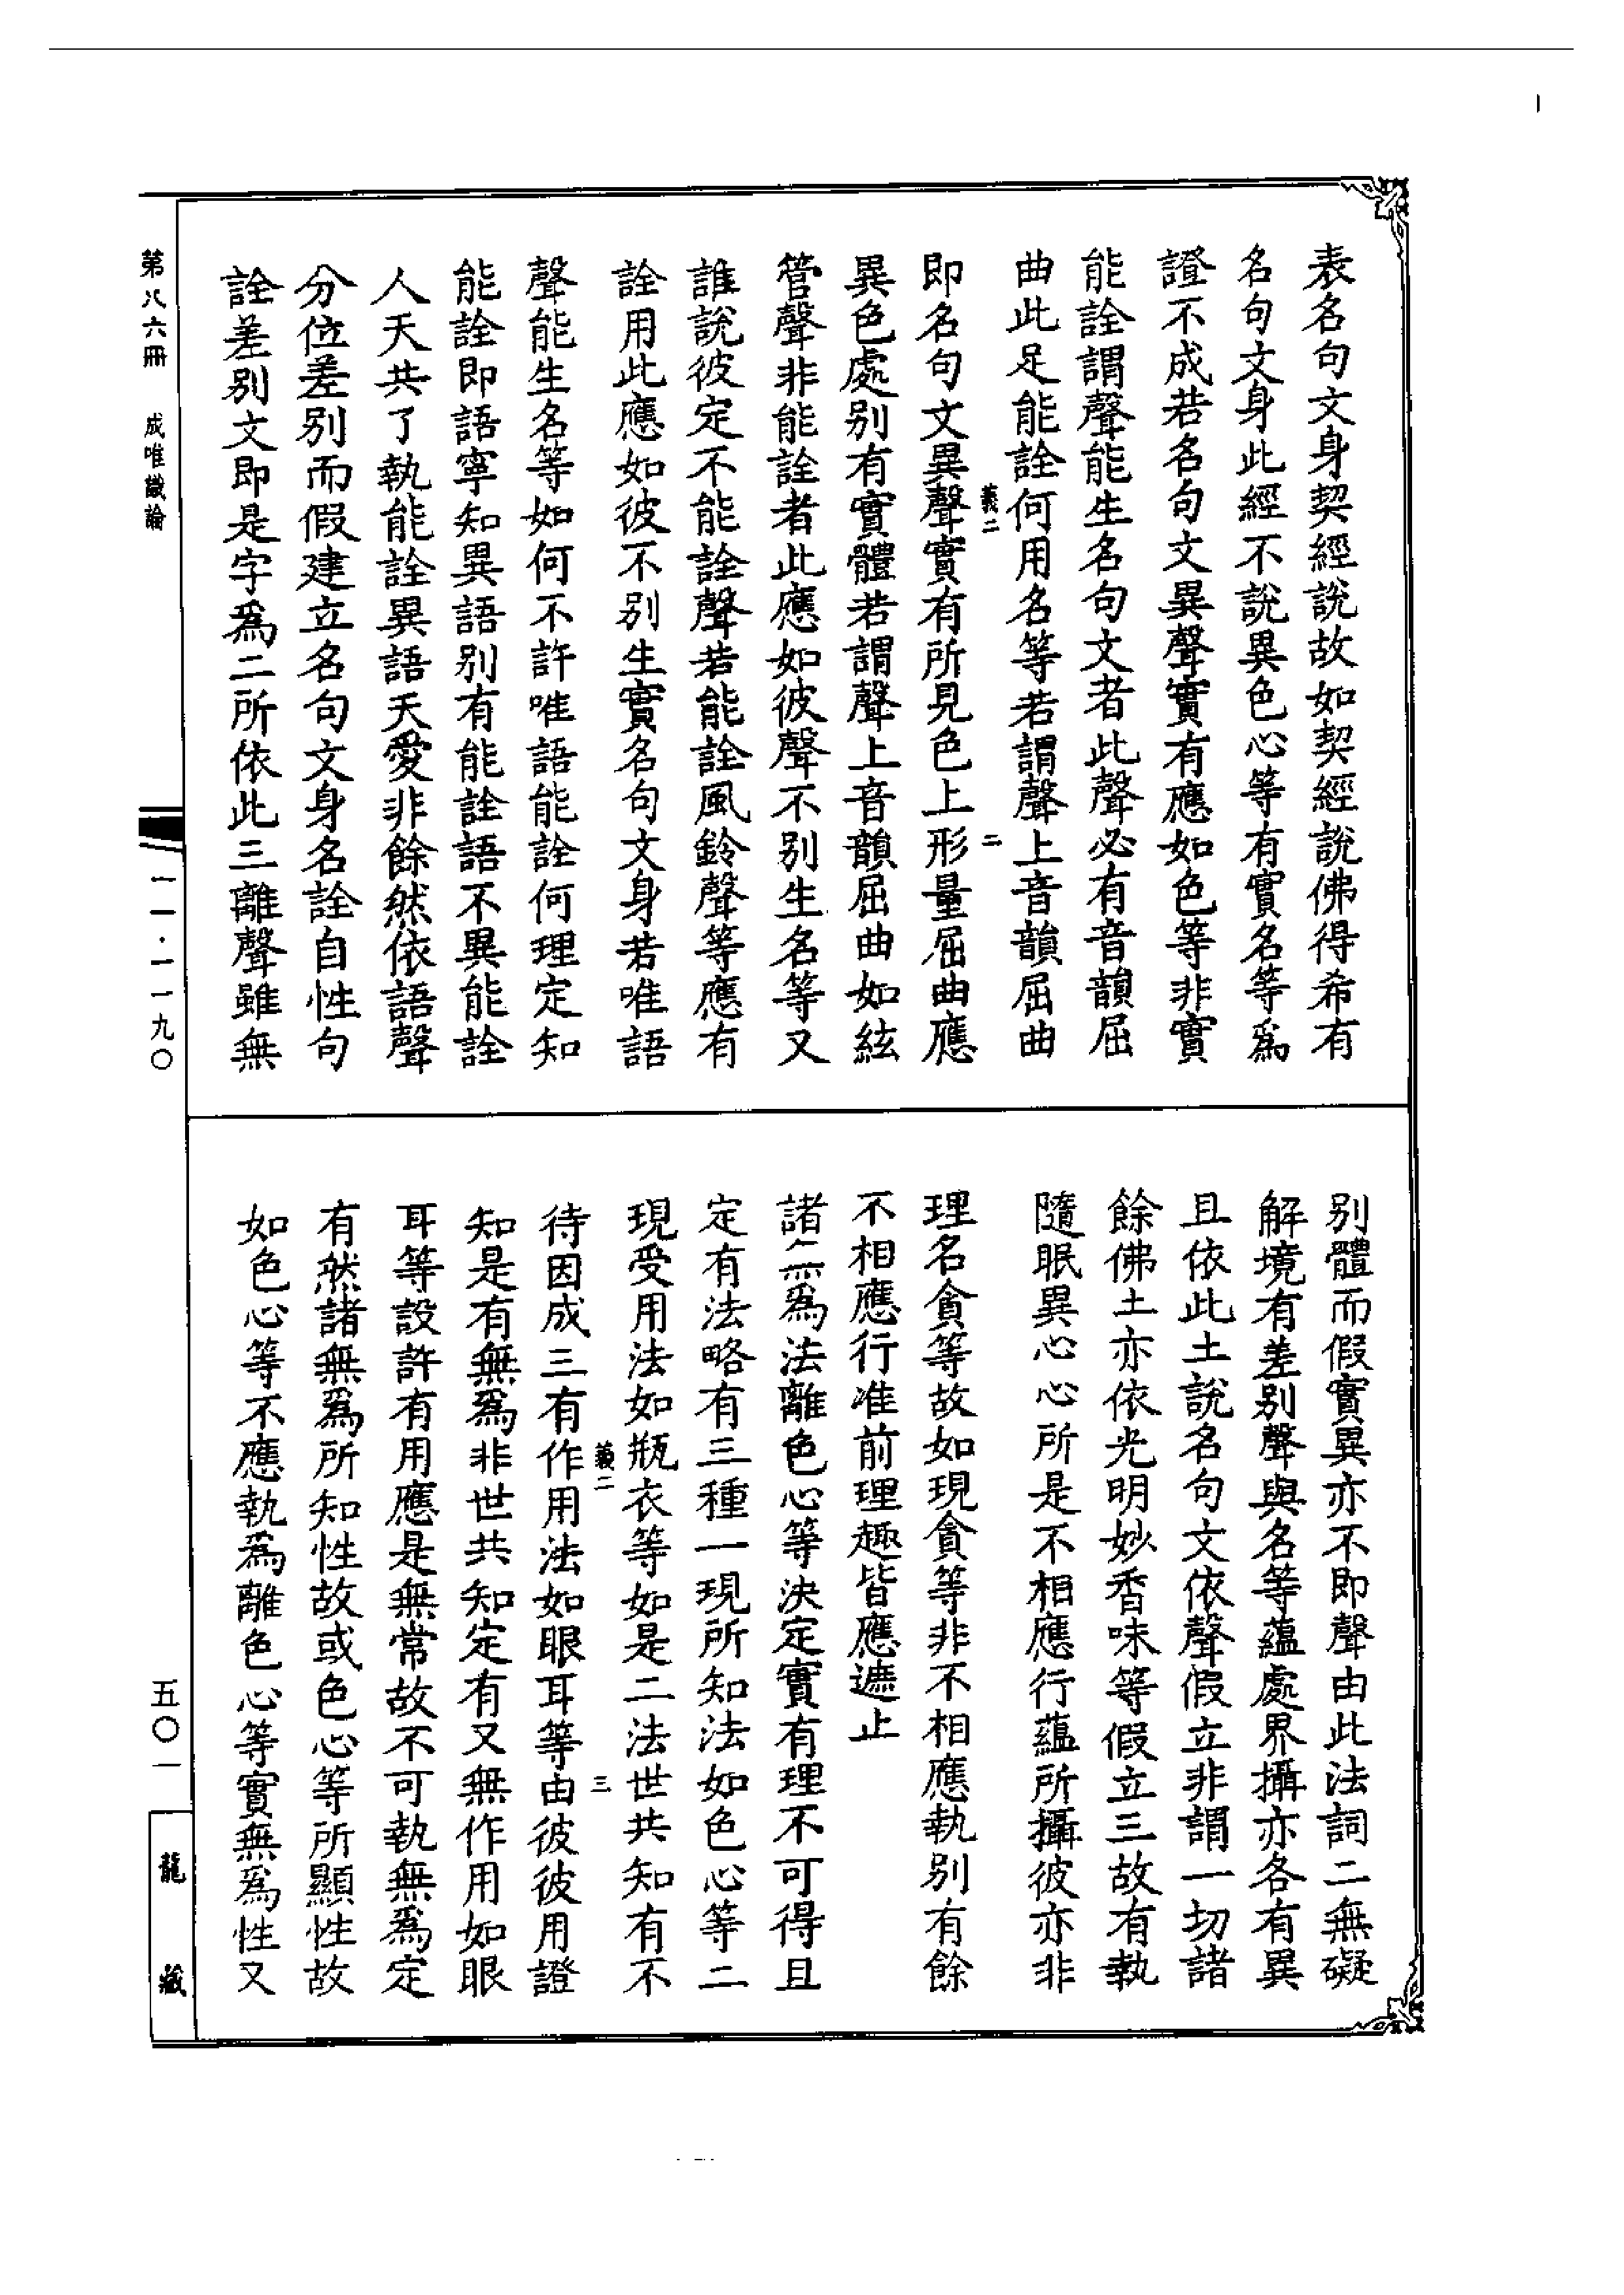 表名句文身契經說故如契經說佛得希有
名句文身此經不說異色心等有實名等爲
證不成若名句文異聲實有應如色等非實
能詮謂聲能生名句文者此聲必有音韻屈
曲此足能詮何用名等若謂聲上音韻屈曲
義二
二
即名句文異聲實有所見色上形量屈曲應
異色處别有實體若謂聲上音韻屈曲如絃
管聲非能詮者此應如彼聲不别生名等又
誰說彼定不能詮聲若能詮風鈴聲等應有
詮用此應如彼不别生實名句文身若唯語
聲能生名等如何不許唯語能詮何理定知
能詮即語寧知異語别有能詮語不異能詮
人天共了執能詮異語天愛非餘然依語聲
分位差别而假建立名句文身名詮自性句
詮差别文即是字爲二所依此三離聲雖無
别體而假實異亦不即聲由此法詞二無礙
解境有差别聲與名等蘊處界攝亦各有異
且依此土說名句文依聲假立非謂一切諸
餘佛土亦依光明妙香味等假立三故有執
隨眠異心心所是不相應行蘊所攝彼亦非
理名貪等故如現貪等非不相應執别有餘
不相應行准前理趣皆應遮止
諸無爲法離色心等決定實有理不可得且
定有法略有三種一現所知法如色心等二
現受用法如瓶衣等如是二法世共知有不
義二
三
待因成三有作用法如眼耳等由彼彼用證
知是有無爲非世共知定有又無作用如眼
耳等設許有用應是無常故不可執無爲定
有然諸無爲所知性故或色心等所顯性故
如色心等不應執爲離色心等實無爲性又
第八六冊 成唯識論
一一·一一九〇
五〇一
龍藏